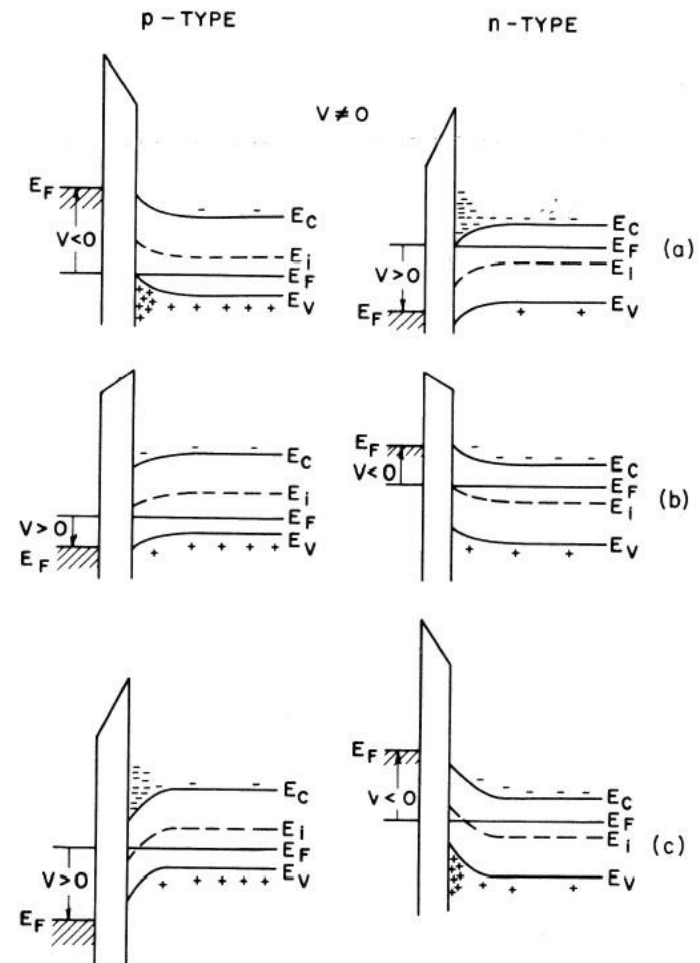 p-TYPE n-TYPE
V ≠ 0
E_F V<0 E_C E_i E_F E_V
V>0 E_F E_C E_F E_i E_V (a)
V>0 E_F E_C E_i E_F E_V
E_F V<0 E_C E_F E_i E_V (b)
V>0 E_F E_C E_i E_F E_V
E_F V<0 E_C E_F E_i E_V (c)